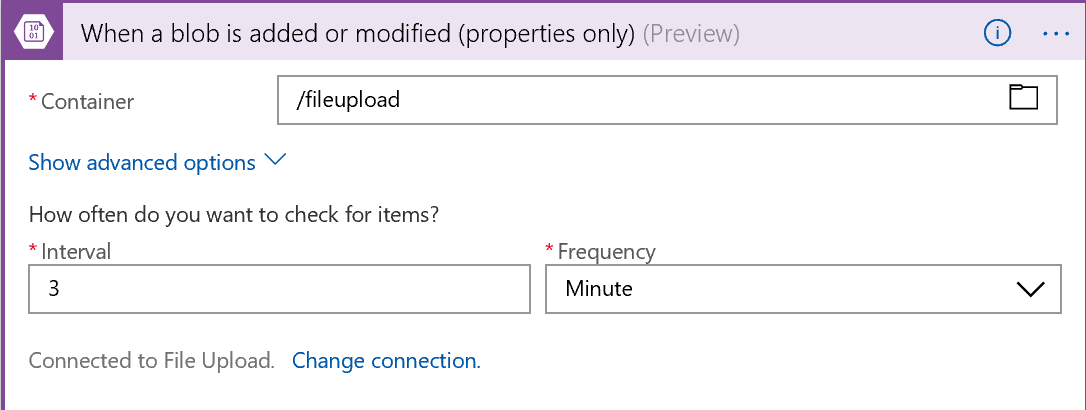 10
01
When a blob is added or modified (properties only) (Preview)
i
...
* Container
/fileupload
Show advanced options
How often do you want to check for items?
* Interval
* Frequency
3
Minute
Connected to File Upload. Change connection.